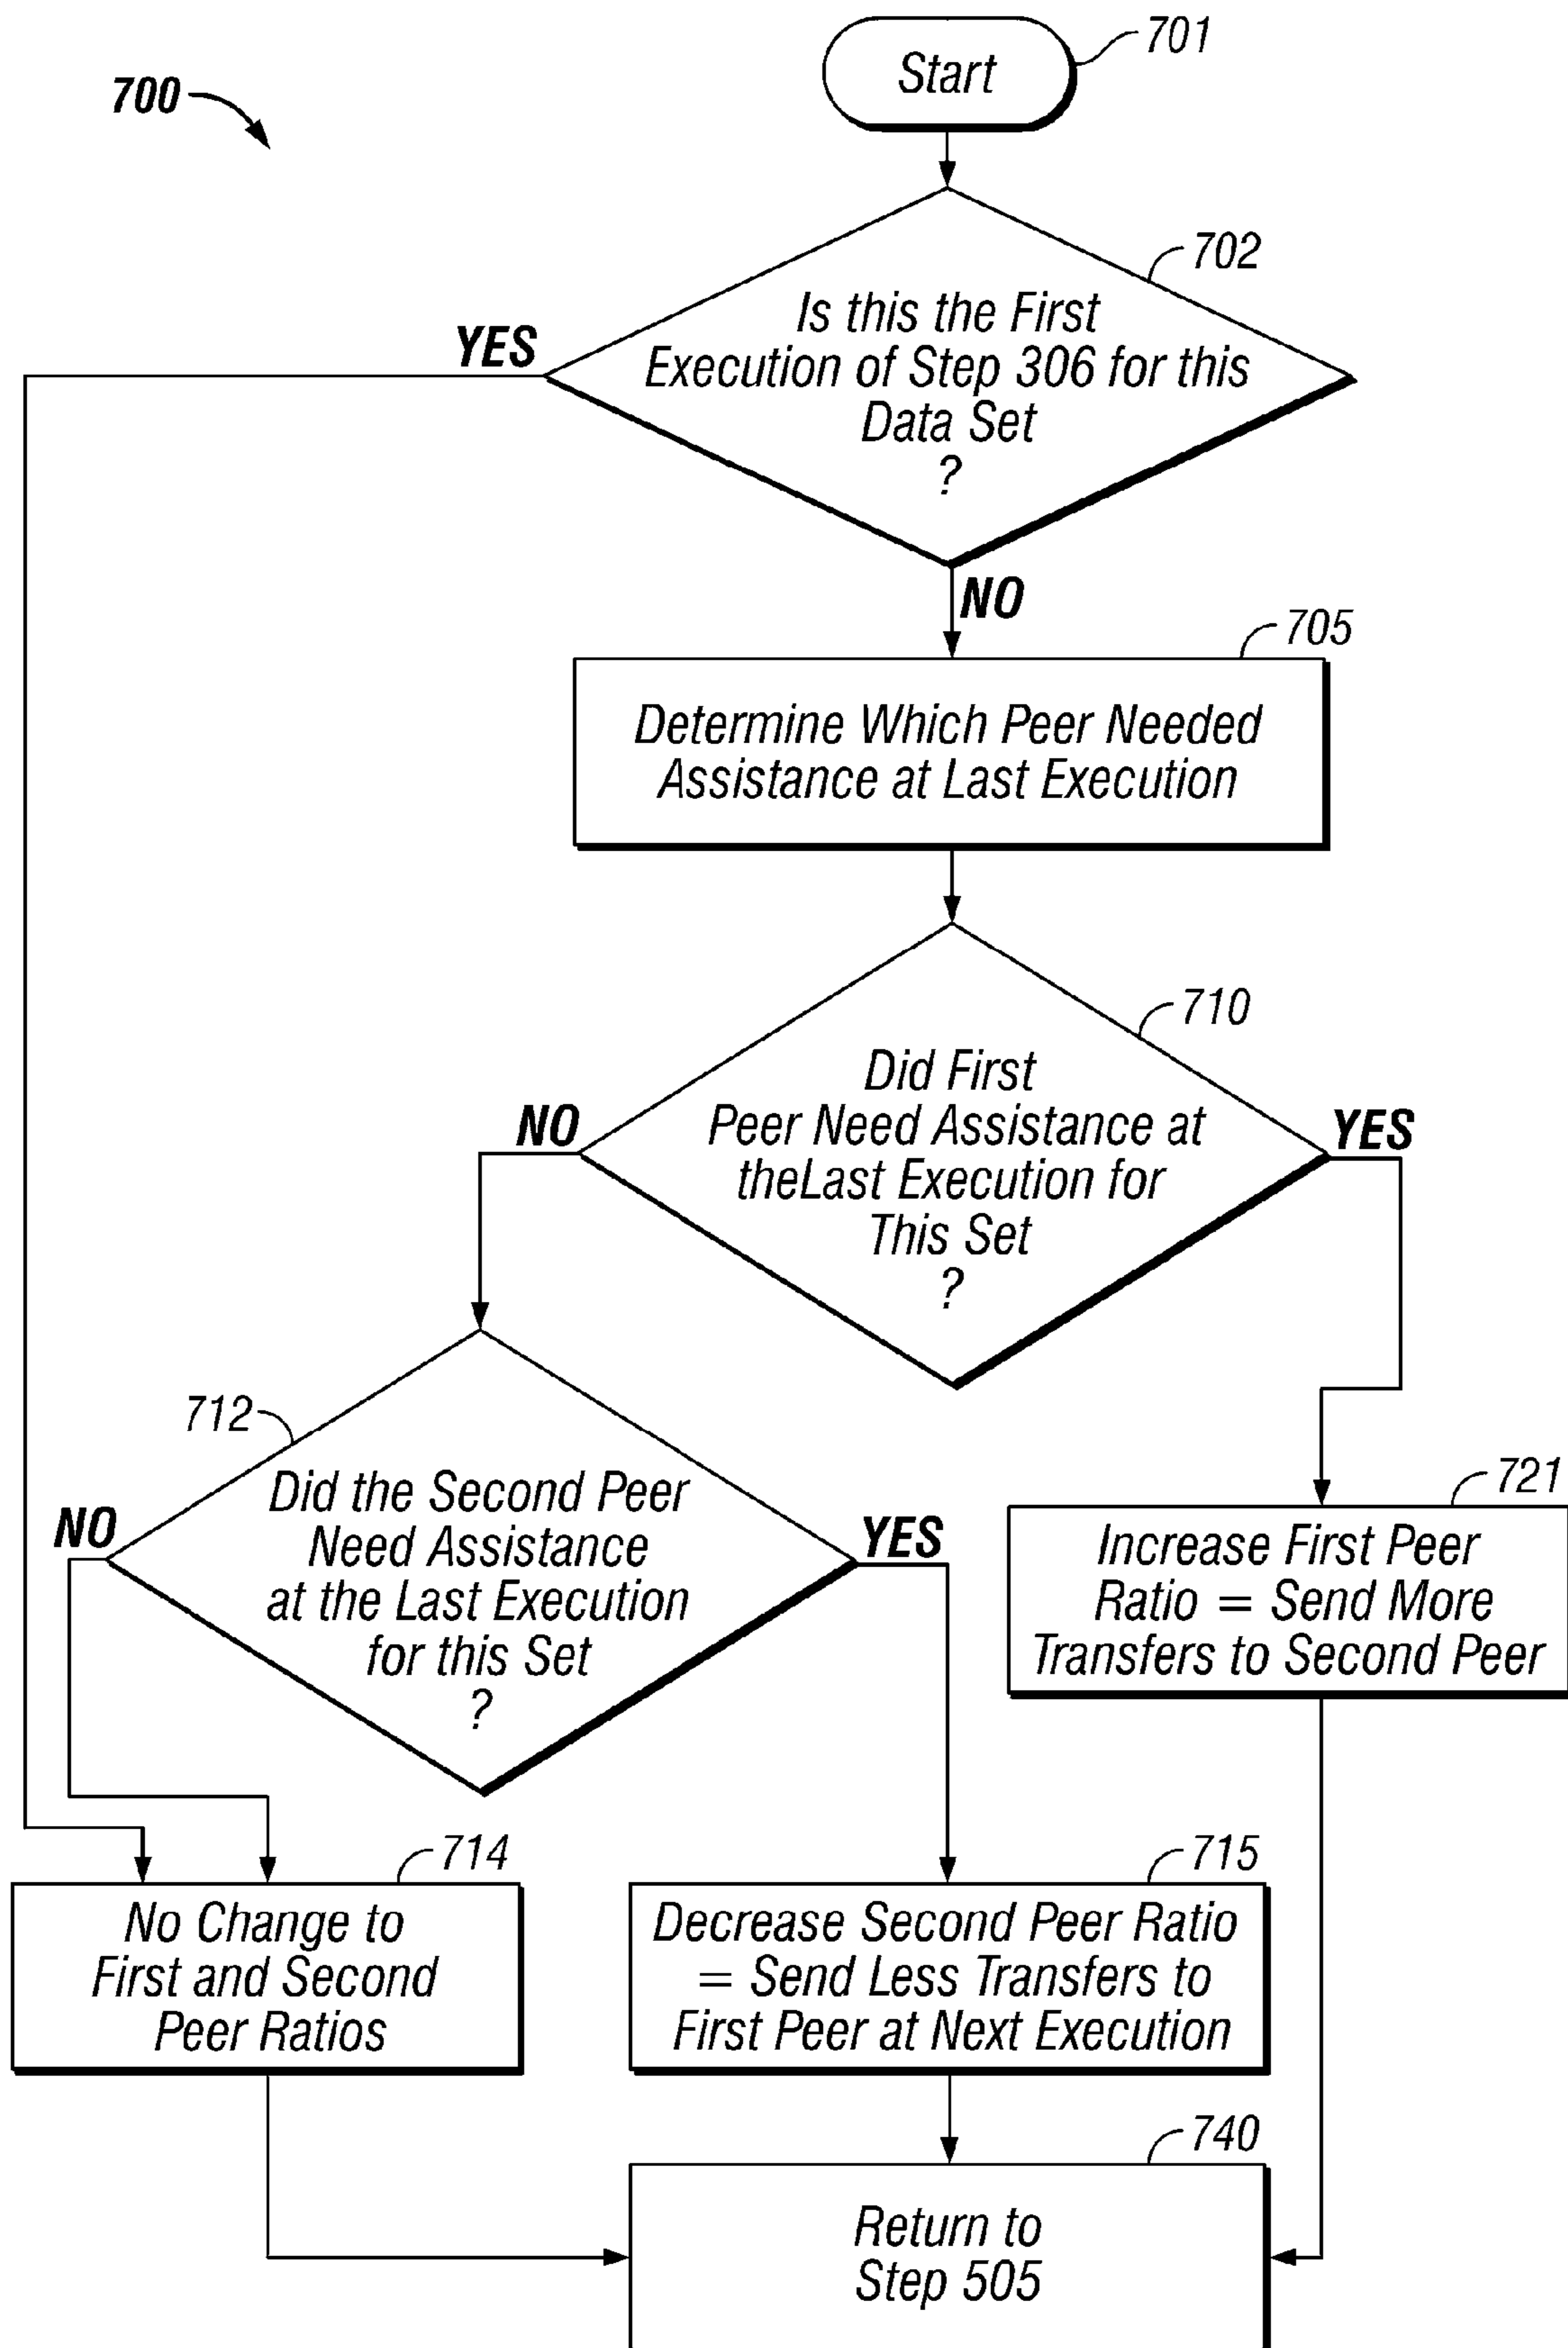 701
Start
700
702
Is this the First
Execution of Step 306 for this
Data Set
?
YES
NO
705
Determine Which Peer Needed
Assistance at Last Execution
710
Did First
Peer Need Assistance at
theLast Execution for
This Set
?
NO
YES
712
Did the Second Peer
Need Assistance
at the Last Execution
for this Set
?
NO
YES
721
Increase First Peer
Ratio = Send More
Transfers to Second Peer
714
No Change to
First and Second
Peer Ratios
715
Decrease Second Peer Ratio
= Send Less Transfers to
First Peer at Next Execution
740
Return to
Step 505